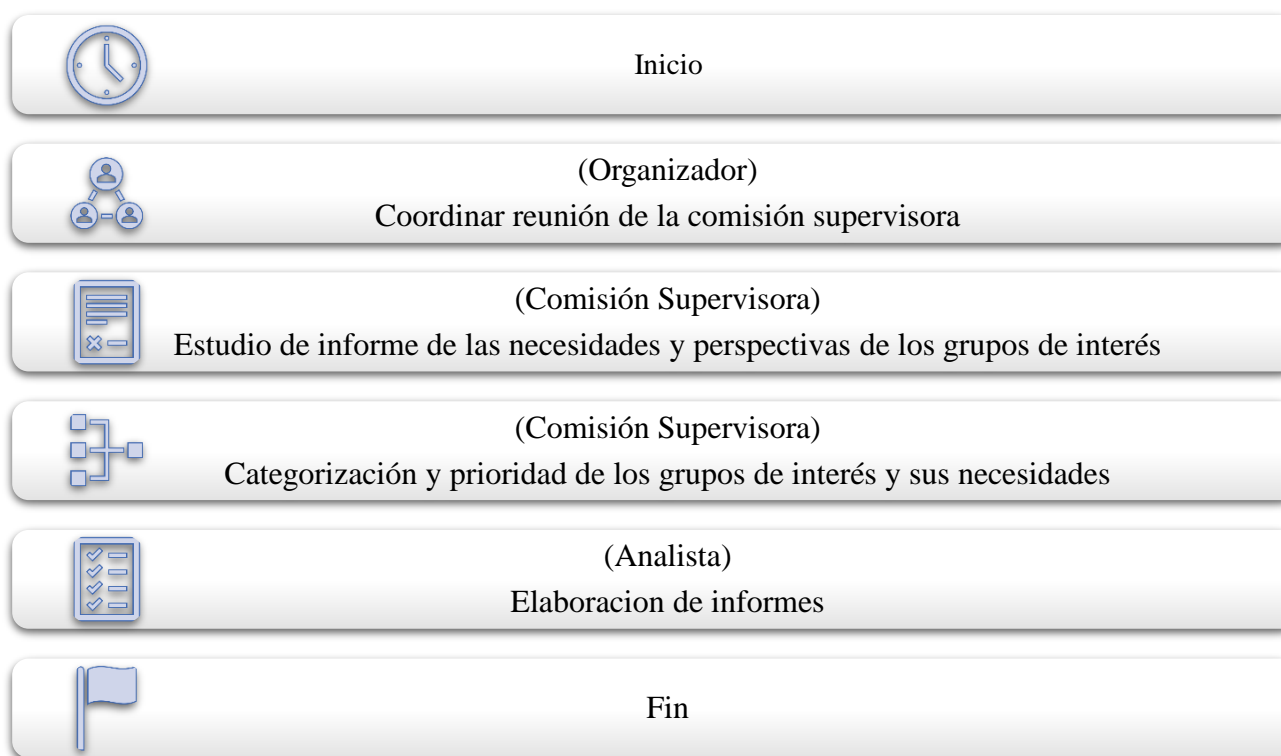 Inicio
(Organizador)
Coordinar reunión de la comisión supervisora
(Comisión Supervisora)
Estudio de informe de las necesidades y perspectivas de los grupos de interés
(Comisión Supervisora)
Categorización y prioridad de los grupos de interés y sus necesidades
(Analista)
Elaboracion de informes
Fin